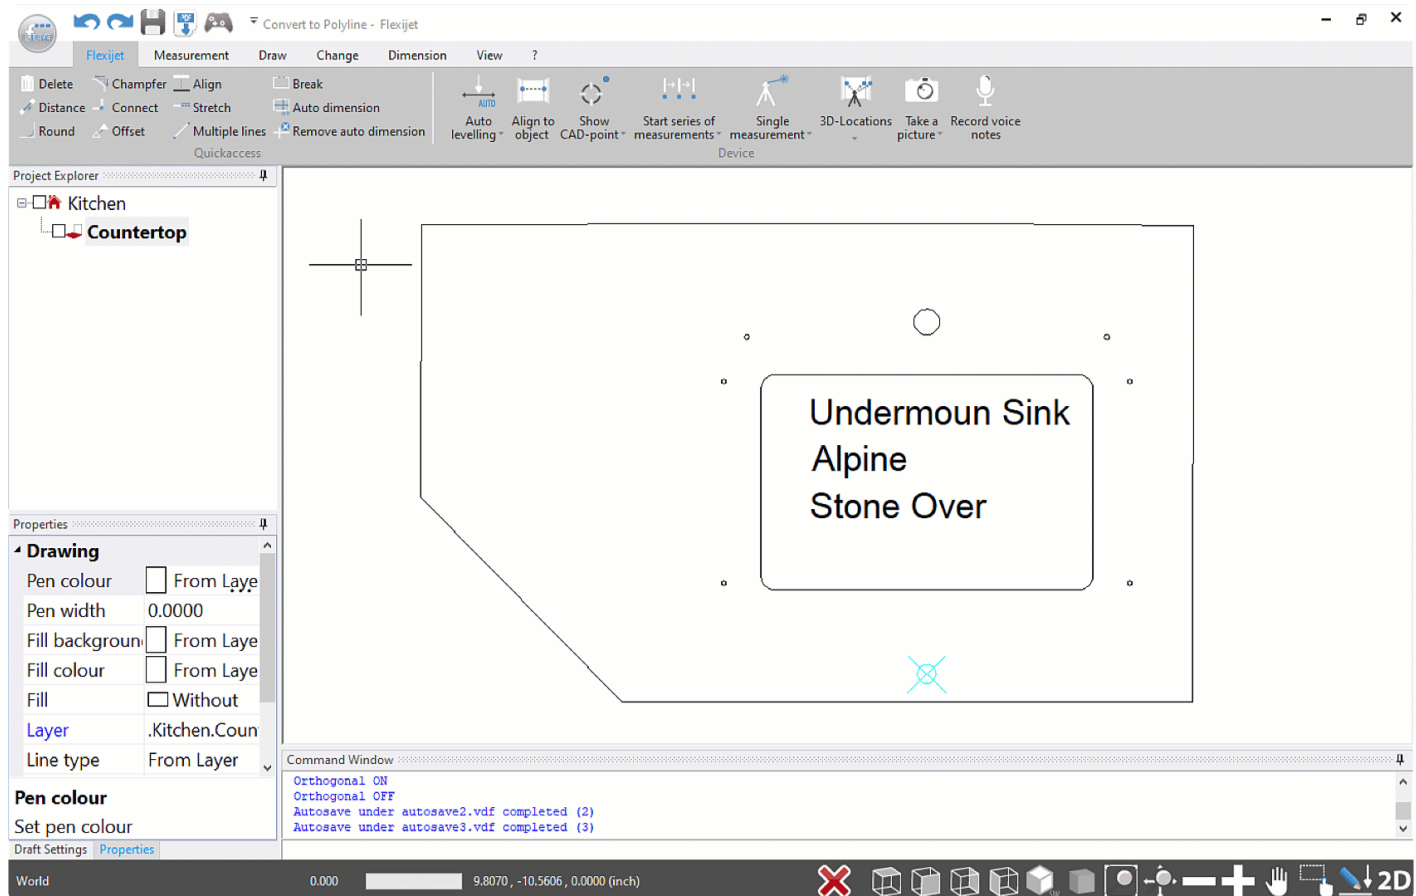 Convert to Polyline - Flexijet
Flexijet Measurement Draw Change Dimension View ?
Delete Champfer Align Break
Distance Connect Stretch Auto dimension
Round Offset Multiple lines Remove auto dimension
Quickaccess
AUTO
Auto levelling
Align to object
Show CAD-point
Start series of measurements
Single measurement
3D-Locations
Take a picture
Record voice notes
Device
Project Explorer
Kitchen
Countertop
Undermoun Sink
Alpine
Stone Over
Properties
Drawing
Pen colour From Laye
...
Pen width 0.0000
Fill backgroun From Laye
Fill colour From Laye
Fill Without
Layer .Kitchen.Coun
Line type From Layer
Pen colour
Set pen colour
Draft Settings Properties
Command Window
Orthogonal ON
Orthogonal OFF
Autosave under autosave2.vdf completed (2)
Autosave under autosave3.vdf completed (3)
World 0.000 9.8070 , -10.5606 , 0.0000 (inch) 2D